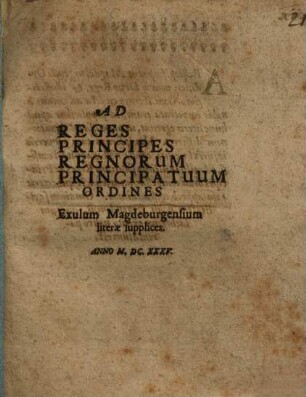 AD
REGES
PRINCIPES
REGNORUM
PRINCIPATUUM
ORDINES
Exulum Magdeburgensium
literæ supplices.
ANNO M. DC. XXXV.